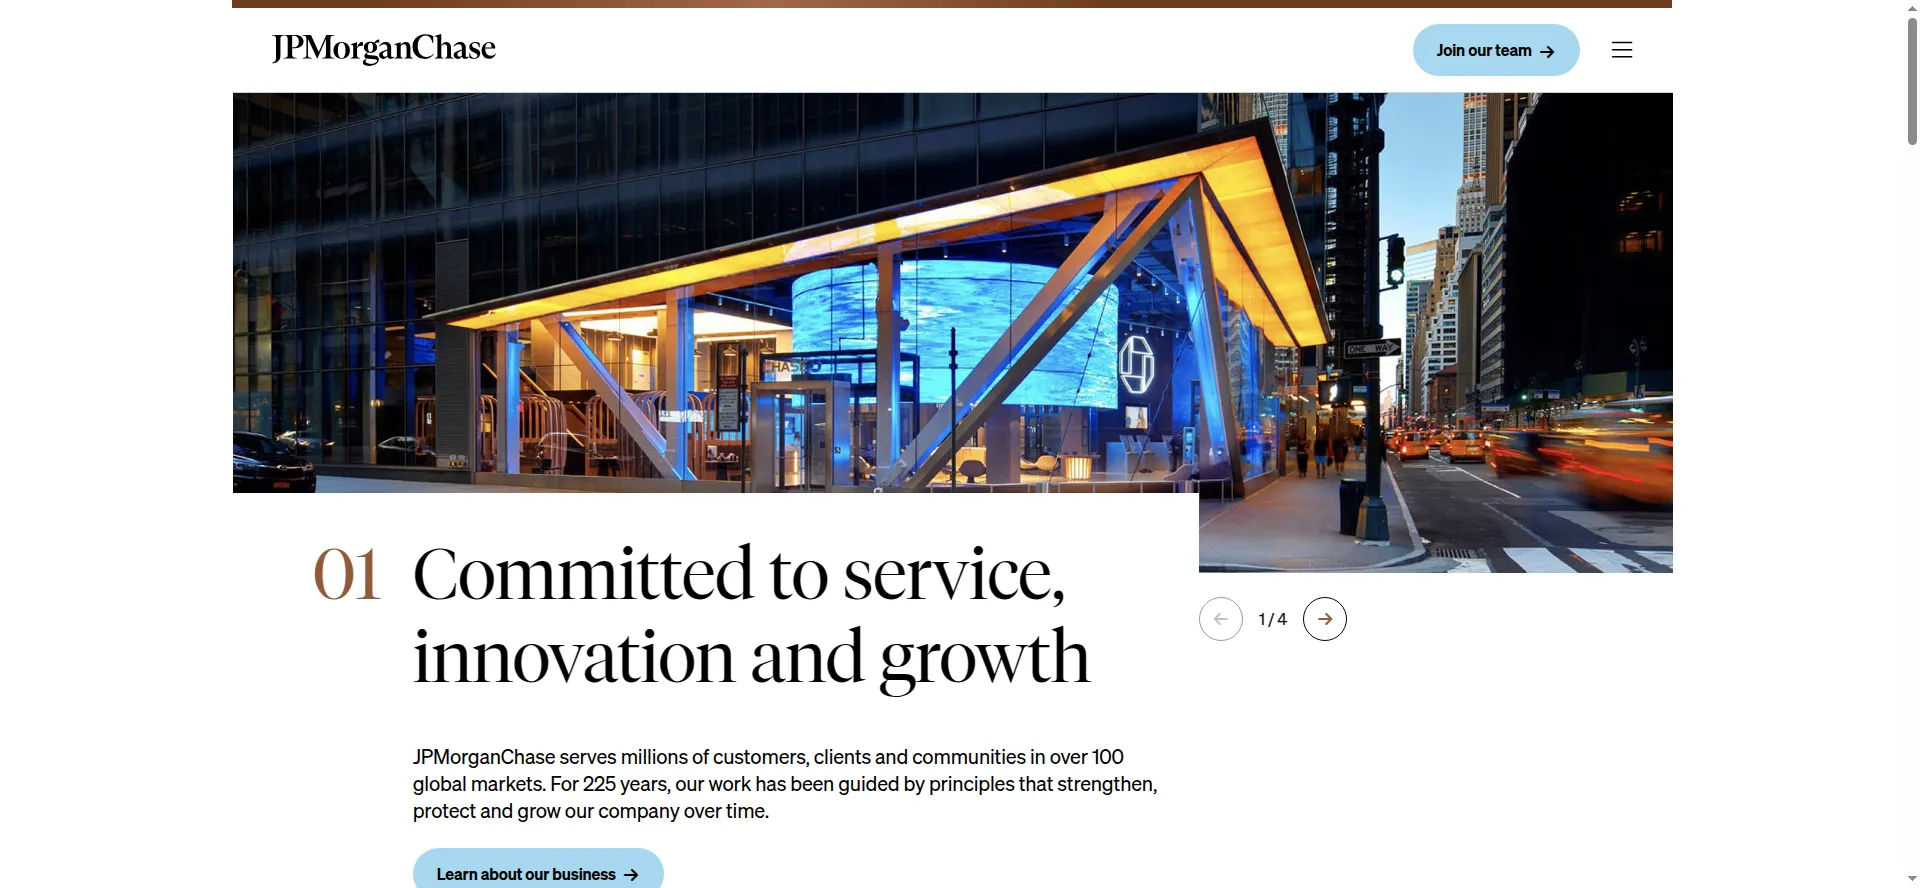 JPMorganChase
Join our team
CHASE
ONE WAY
01
Committed to service,
innovation and growth
1/4
JPMorganChase serves millions of customers, clients and communities in over 100
global markets. For 225 years, our work has been guided by principles that strengthen,
protect and grow our company over time.
Learn about our business